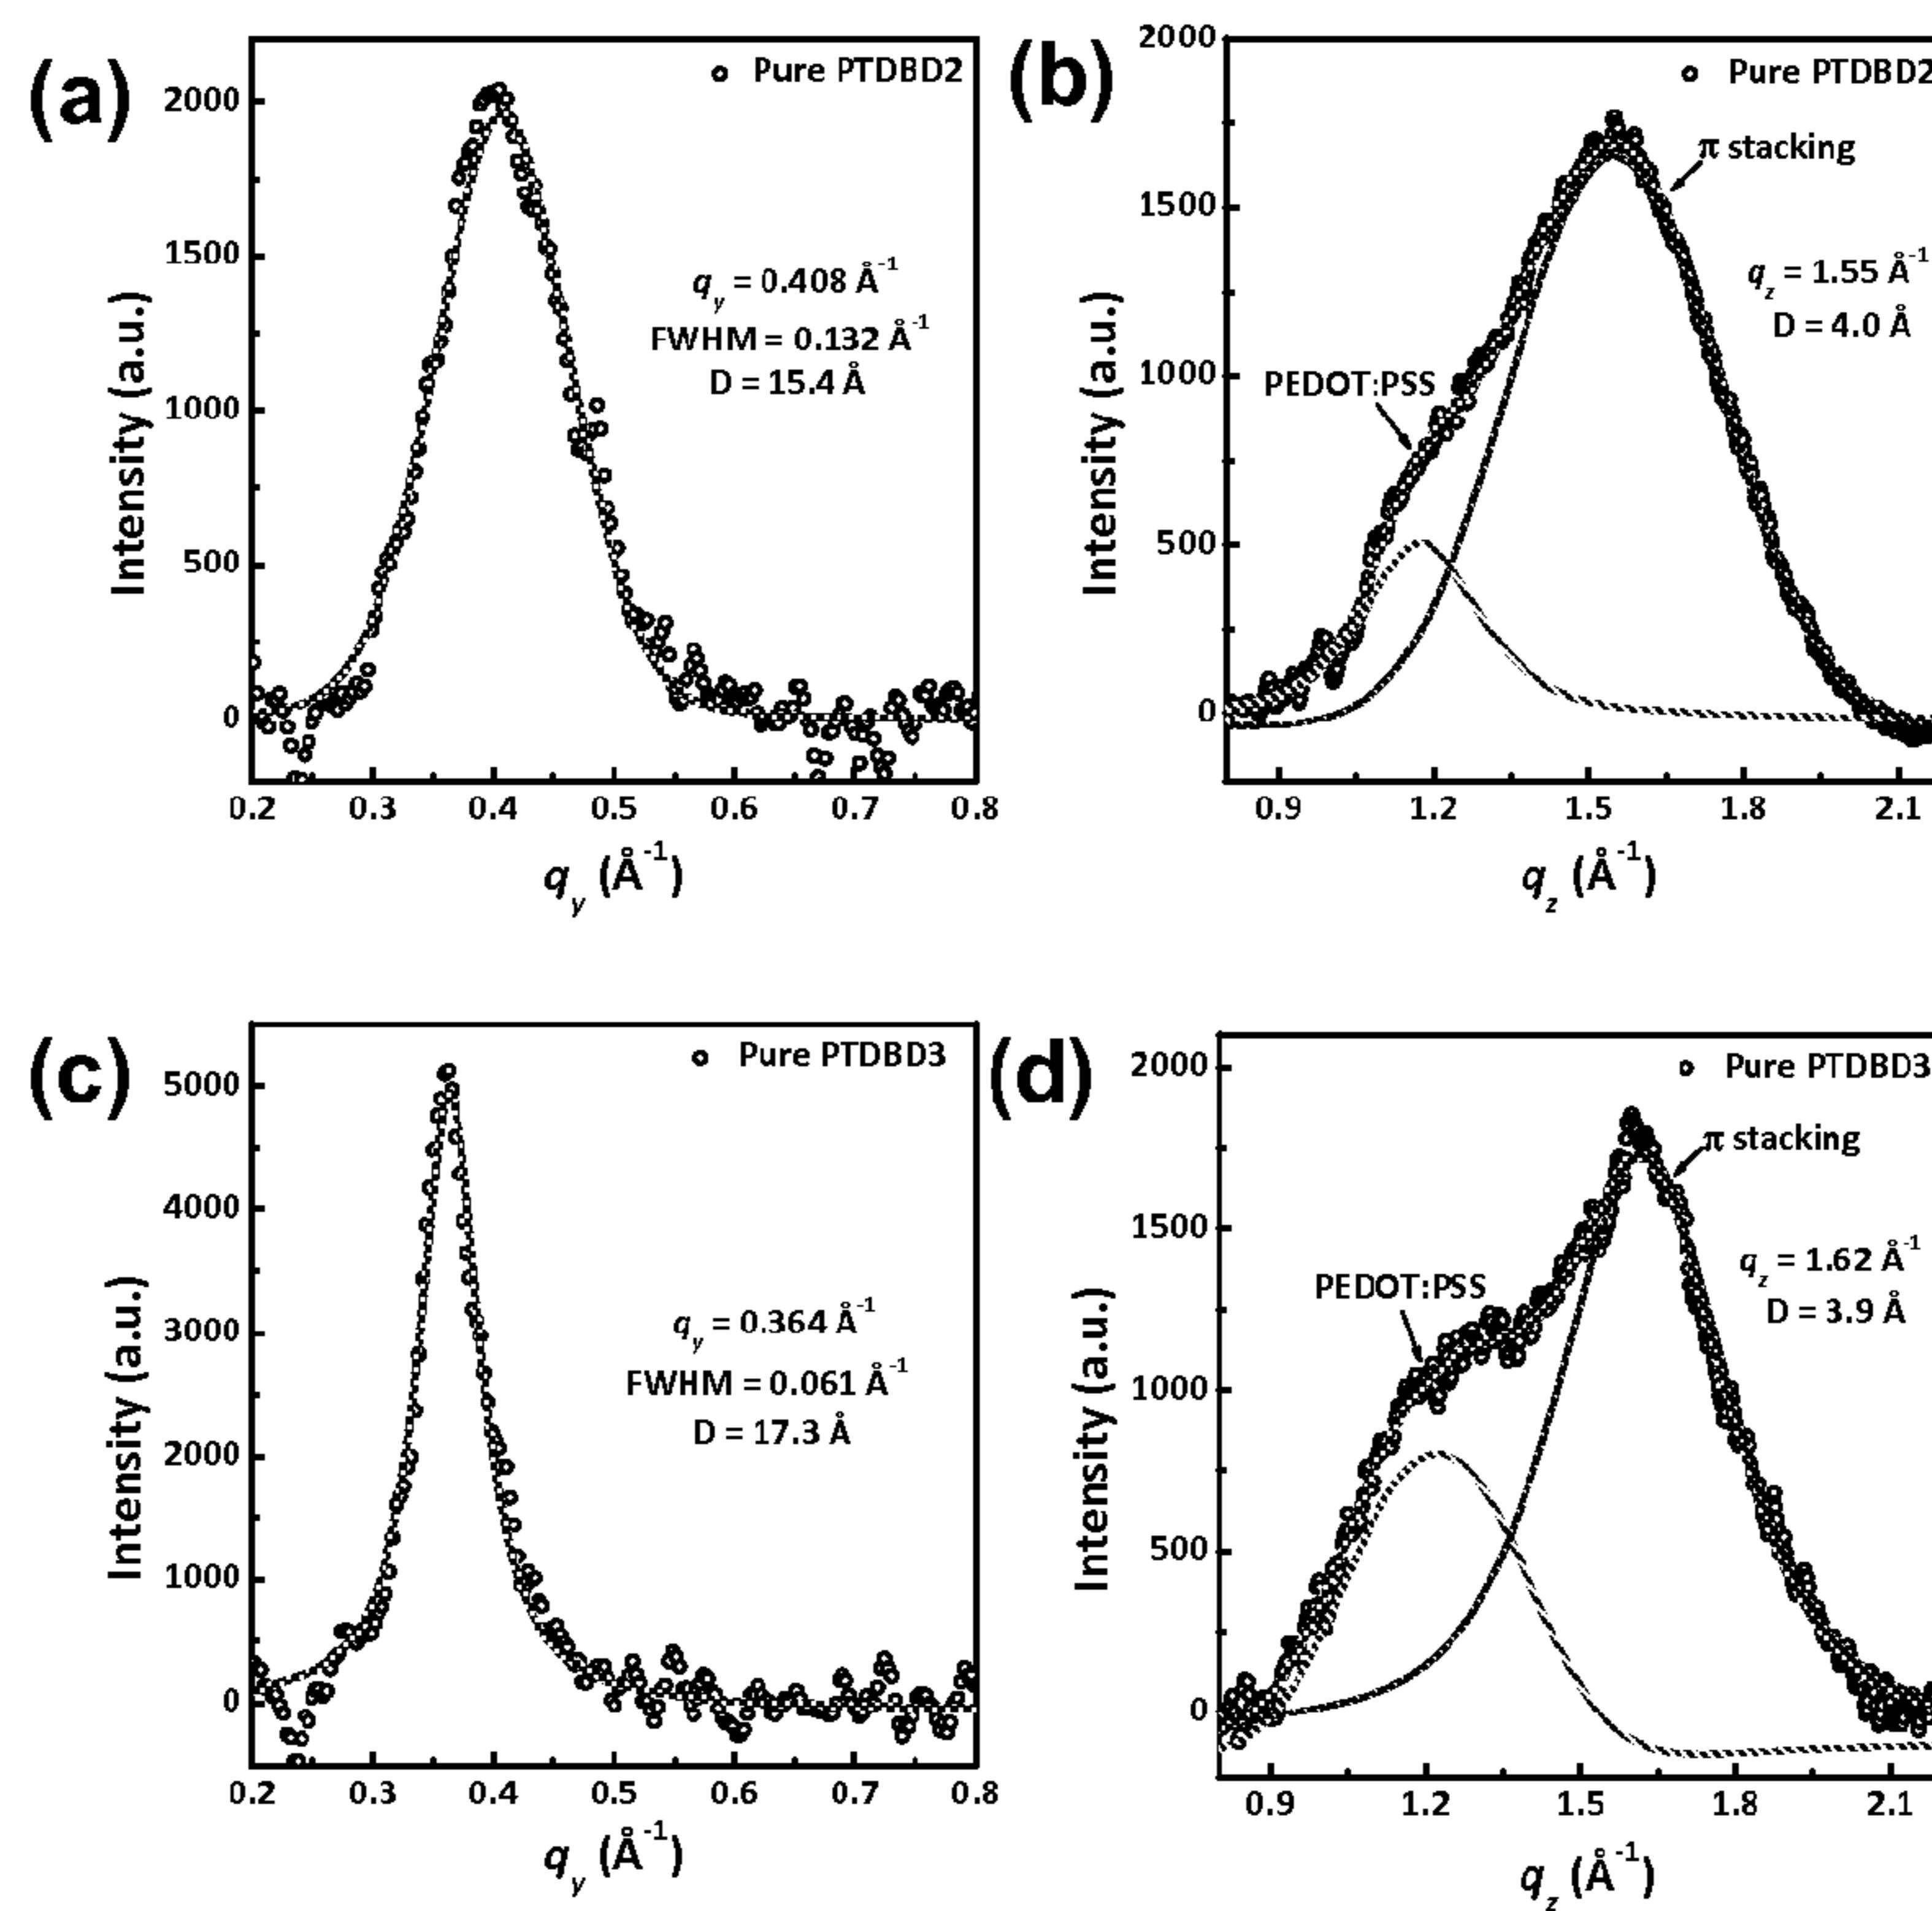 (a)
Pure PTDBD2
2000
1500
1000
500
0
Intensity (a.u.)
q_y = 0.408 Å⁻¹
FWHM = 0.132 Å⁻¹
D = 15.4 Å
0.2 0.3 0.4 0.5 0.6 0.7 0.8
q_y (Å⁻¹)
(b)
Pure PTDBD2
π stacking
2000
1500
1000
500
0
Intensity (a.u.)
q_z = 1.55 Å⁻¹
D = 4.0 Å
PEDOT:PSS
0.9 1.2 1.5 1.8 2.1
q_z (Å⁻¹)
(c)
Pure PTDBD3
5000
4000
3000
2000
1000
0
Intensity (a.u.)
q_y = 0.364 Å⁻¹
FWHM = 0.061 Å⁻¹
D = 17.3 Å
0.2 0.3 0.4 0.5 0.6 0.7 0.8
q_y (Å⁻¹)
(d)
Pure PTDBD3
π stacking
2000
1500
1000
500
0
Intensity (a.u.)
q_z = 1.62 Å⁻¹
D = 3.9 Å
PEDOT:PSS
0.9 1.2 1.5 1.8 2.1
q_z (Å⁻¹)